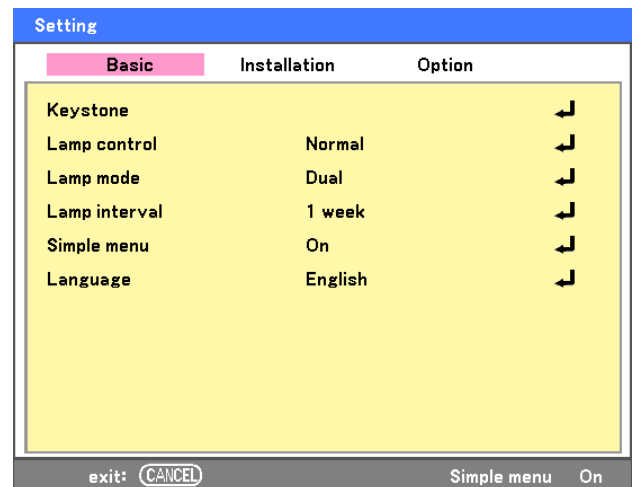 Setting
Basic Installation Option
Keystone
Lamp control Normal
Lamp mode Dual
Lamp interval 1 week
Simple menu On
Language English
exit: CANCEL Simple menu On